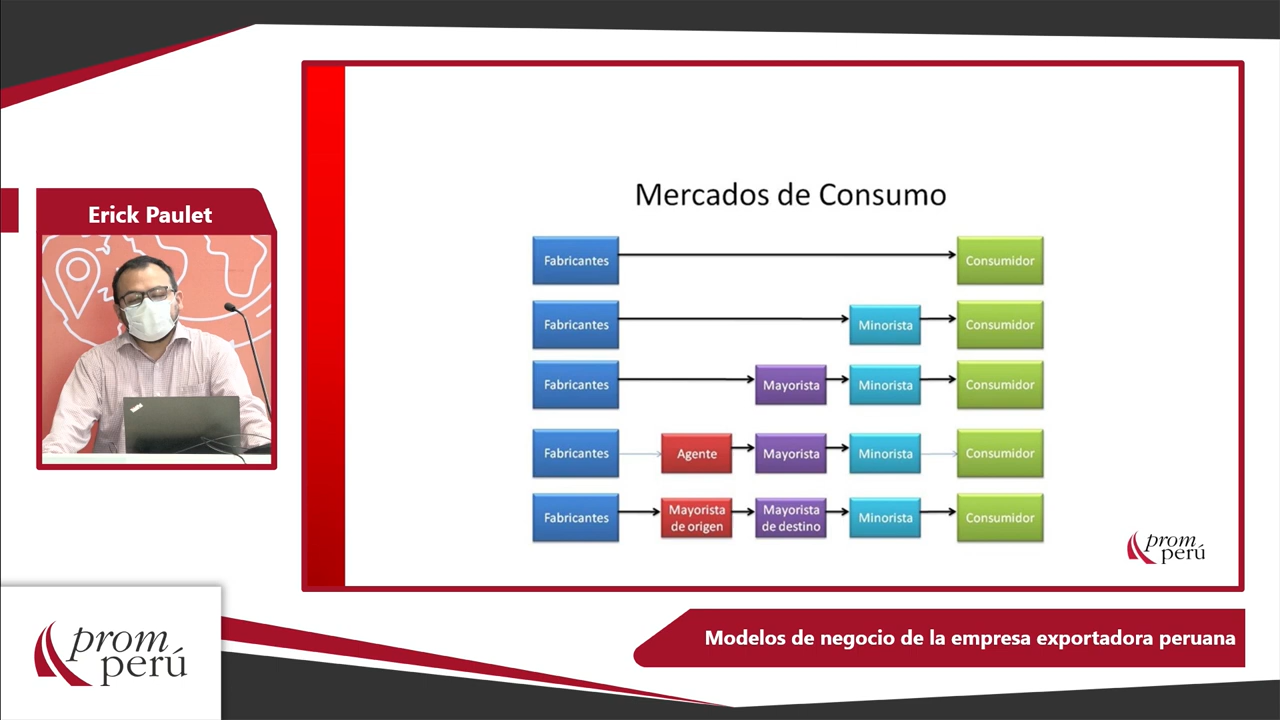 Erick Paulet
Mercados de Consumo
Fabricantes
Consumidor
Fabricantes
Minorista
Consumidor
Fabricantes
Mayorista
Minorista
Consumidor
Fabricantes
Agente
Mayorista
Minorista
Consumidor
Fabricantes
Mayorista
de origen
Mayorista
de destino
Minorista
Consumidor
prom
perú
Modelos de negocio de la empresa exportadora peruana
prom
perú